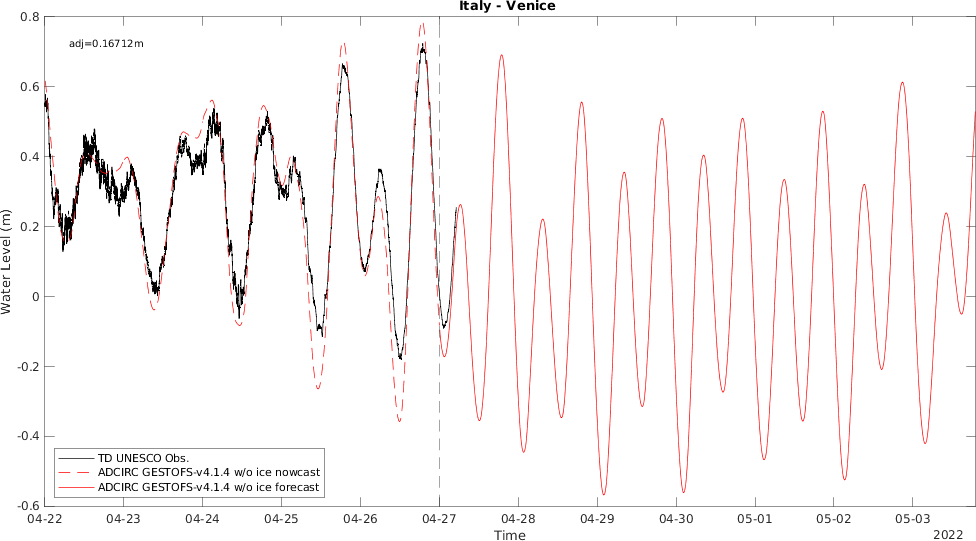 Italy - Venice
adj=0.16712m
Water Level (m)
0.8
0.6
0.4
0.2
0
-0.2
-0.4
-0.6
TD UNESCO Obs.
ADCIRC GESTOFS-v4.1.4 w/o ice nowcast
ADCIRC GESTOFS-v4.1.4 w/o ice forecast
04-22 04-23 04-24 04-25 04-26 04-27 04-28 04-29 04-30 05-01 05-02 05-03
Time
2022